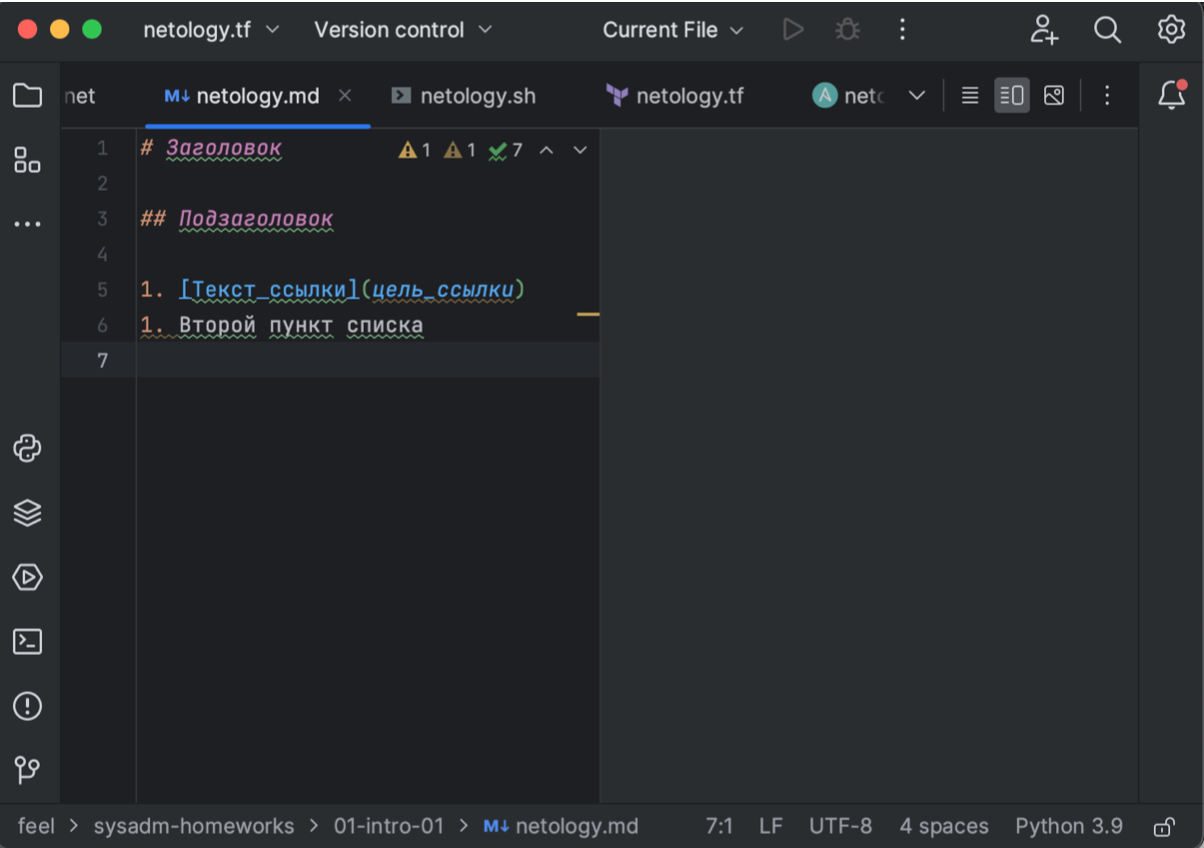 netology.tf Version control Current File
net M↓ netology.md netology.sh netology.tf
1 # Заголовок 1 1 7
2
3 ## Подзаголовок
4
5 1. [Текст_ссылки](цель_ссылки)
6 1. Второй пункт списка
7
feel > sysadm-homeworks > 01-intro-01 > M↓ netology.md 7:1 LF UTF-8 4 spaces Python 3.9